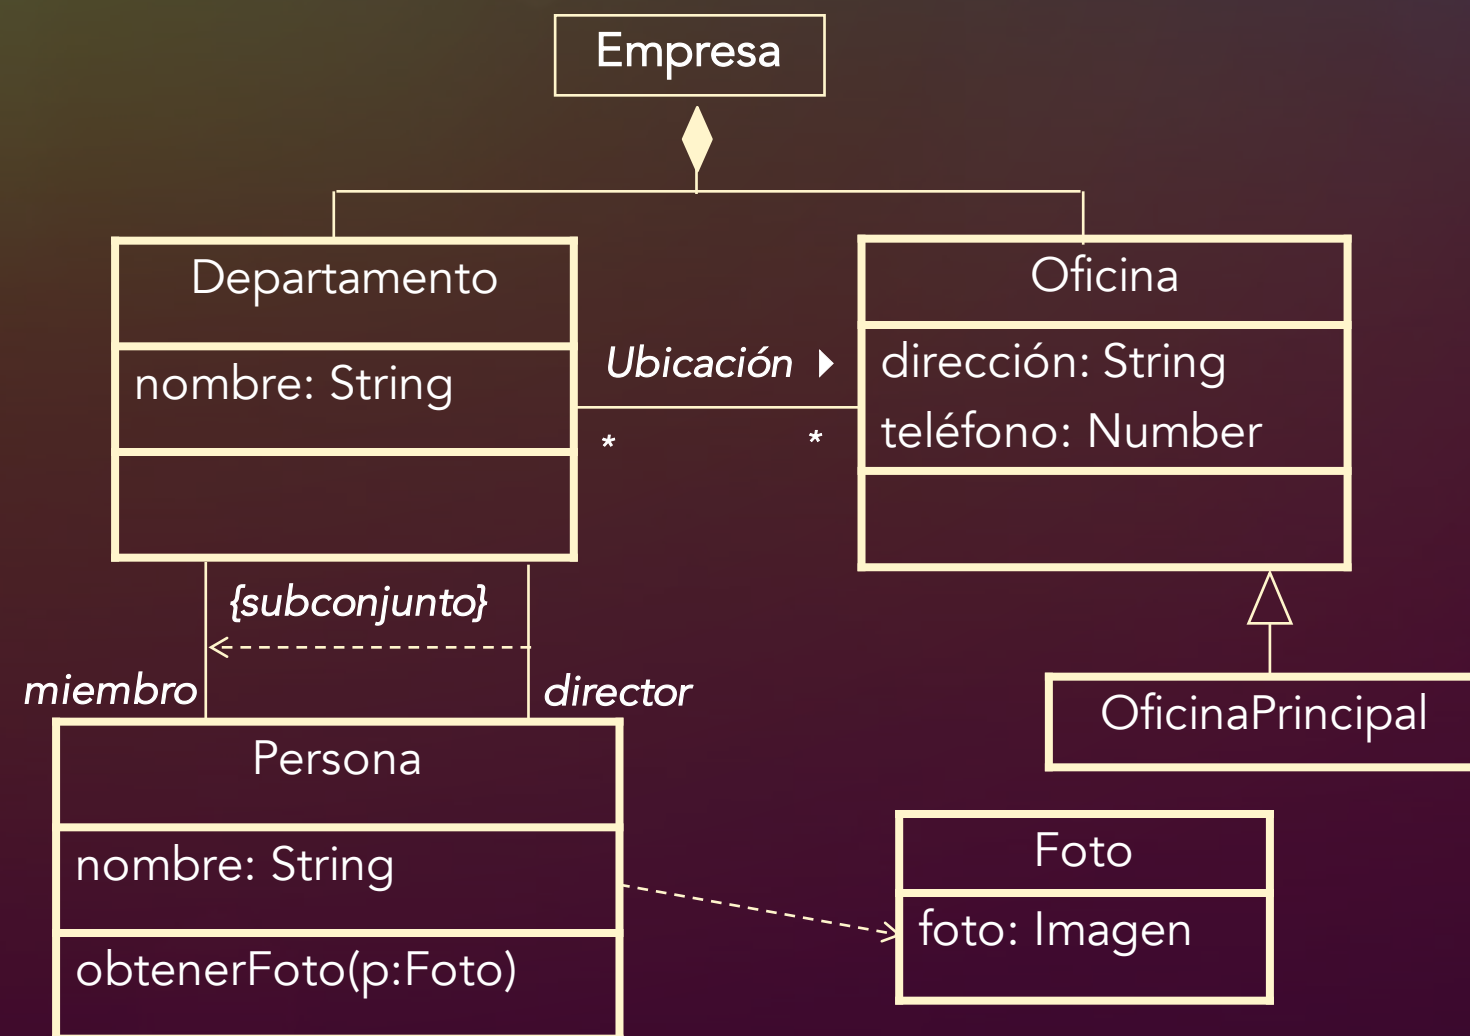 Empresa
Departamento
nombre: String
Ubicación
*
*
Oficina
dirección: String
teléfono: Number
{subconjunto}
miembro
director
OficinaPrincipal
Persona
nombre: String
obtenerFoto(p:Foto)
Foto
foto: Imagen